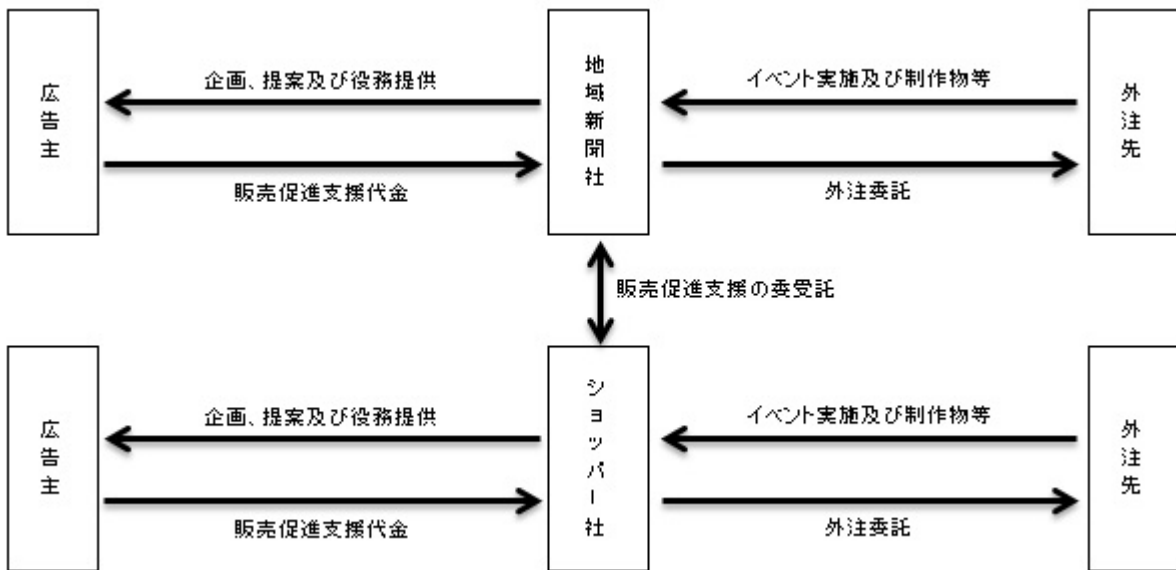 広告主
企画、提案及び役務提供
販売促進支援代金
地域新聞社
イベント実施及び制作物等
外注委託
外注先
販売促進支援の委受託
広告主
企画、提案及び役務提供
販売促進支援代金
ショッパー社
イベント実施及び制作物等
外注委託
外注先